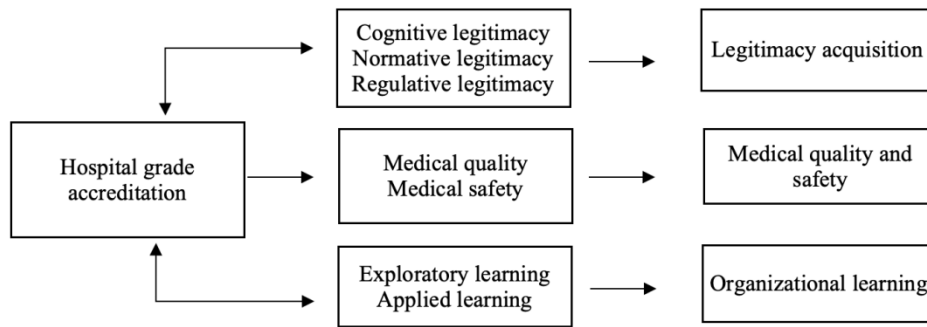 Cognitive legitimacy
Normative legitimacy
Regulative legitimacy
Legitimacy acquisition
Hospital grade
accreditation
Medical quality
Medical safety
Medical quality and
safety
Exploratory learning
Applied learning
Organizational learning